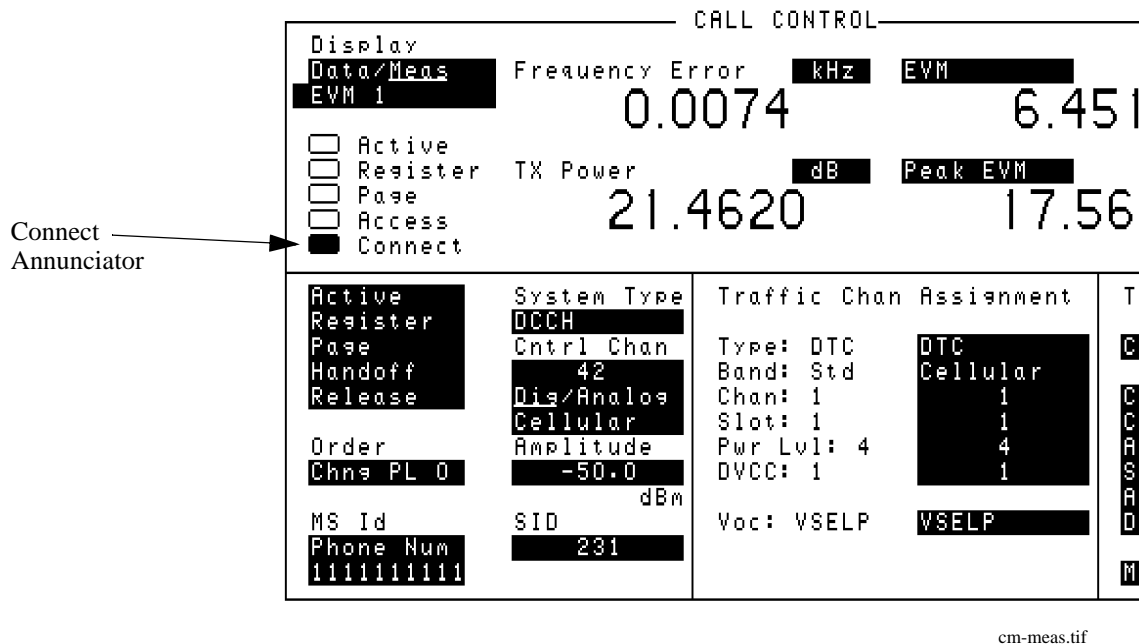 CALL CONTROL
Display
Data/Meas
EVM 1
Frequency Error kHz EVM
0.0074 6.451
Active
Register
Page
Access
Connect
TX Power dB Peak EVM
21.4620 17.56
Connect
Annunciator
Active
Register
Page
Handoff
Release
Order
Chng PL 0
MS Id
Phone Num
1111111111
System Type
DCCH
Cntrl Chan
42
Dig/Analog
Cellular
Amplitude
-50.0
dBm
SID
231
Traffic Chan Assignment
Type: DTC DTC
Band: Std Cellular
Chan: 1 1
Slot: 1 1
Pwr Lvl: 4 4
DVCC: 1 1
Voc: VSELP VSELP
T
C
C
C
A
S
A
D
M
cm-meas.tif